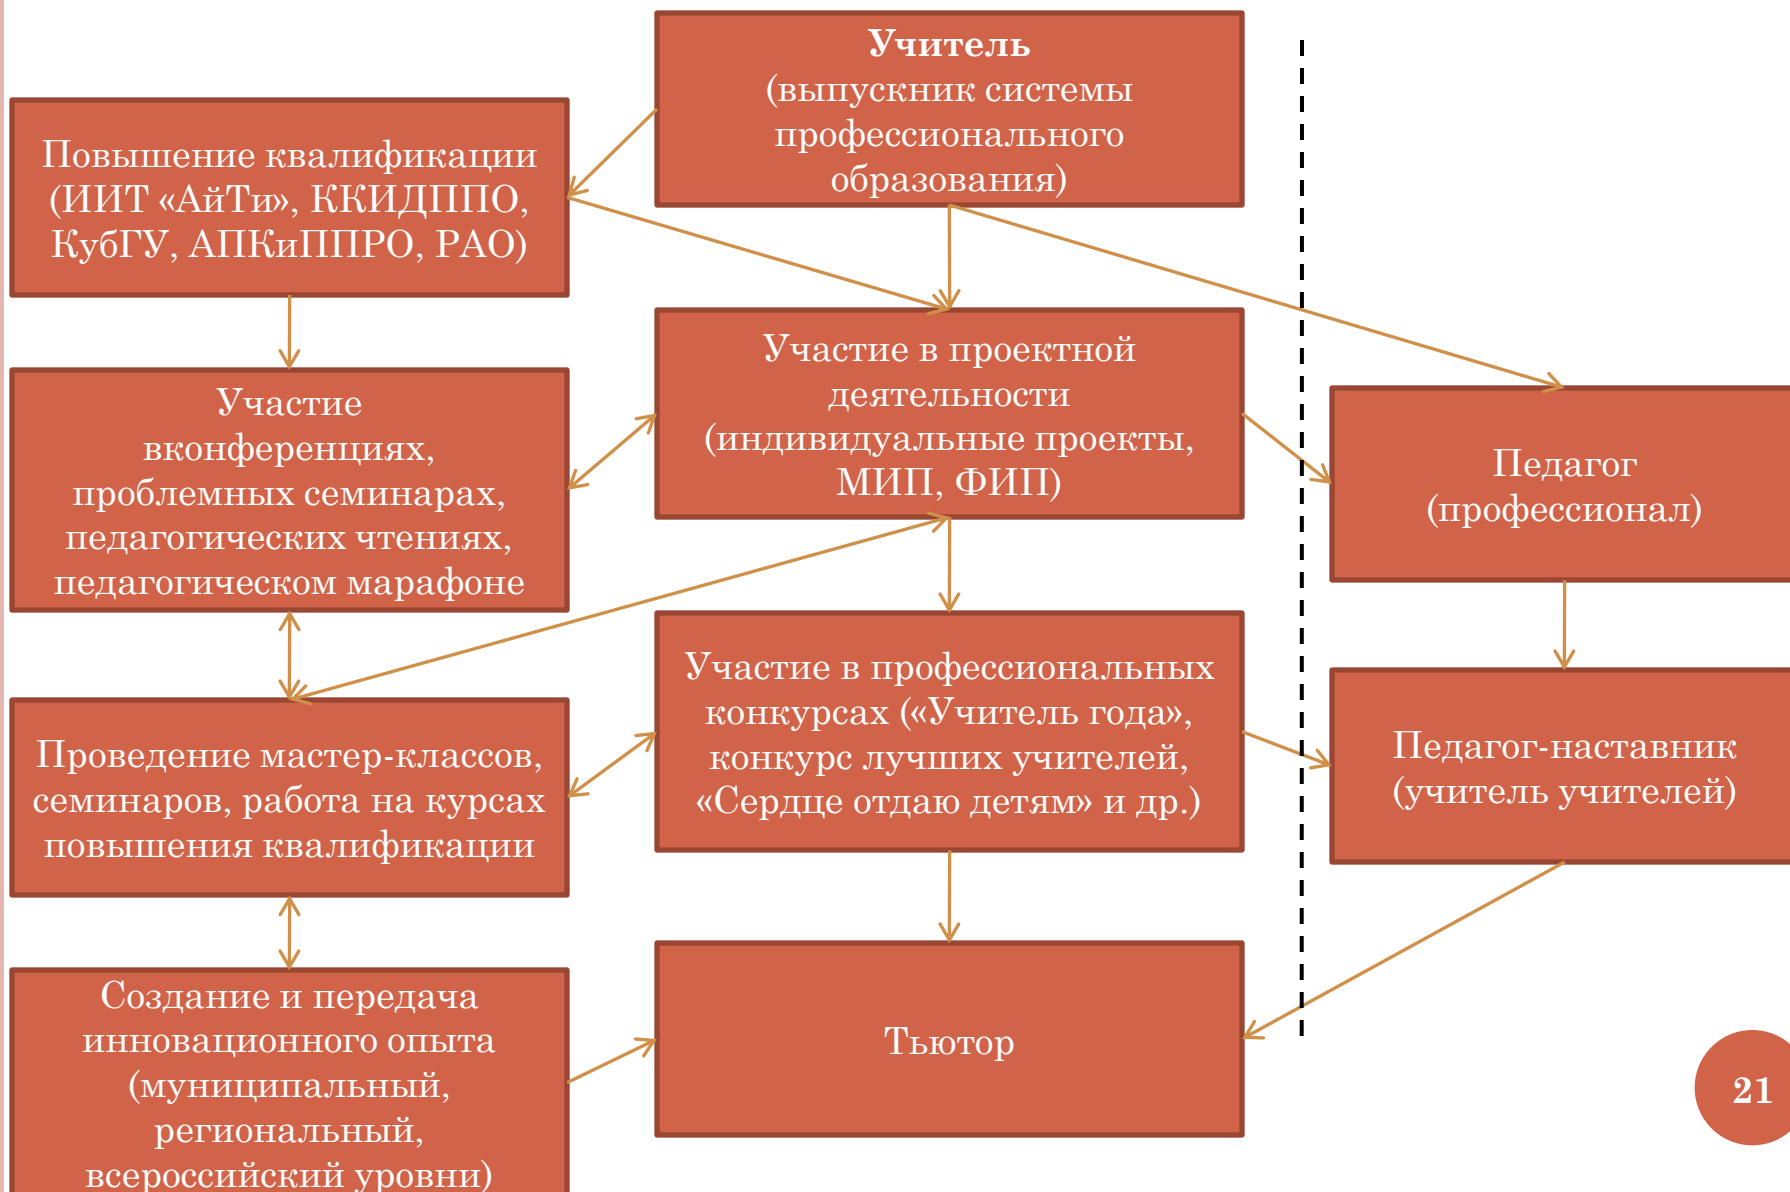 Учитель
(выпускник системы
профессионального
образования)
Повышение квалификации
(ИИТ «АйТи», ККИДППО,
КубГУ, АПКиППРО, РАО)
Участие в проектной
деятельности
(индивидуальные проекты,
МИП, ФИП)
Участие
вконференциях,
проблемных семинарах,
педагогических чтениях,
педагогическом марафоне
Педагог
(профессионал)
Участие в профессиональных
конкурсах («Учитель года»,
конкурс лучших учителей,
«Сердце отдаю детям» и др.)
Педагог-наставник
(учитель учителей)
Проведение мастер-классов,
семинаров, работа на курсах
повышения квалификации
Тьютор
Создание и передача
инновационного опыта
(муниципальный,
региональный,
всероссийский уровни)
21